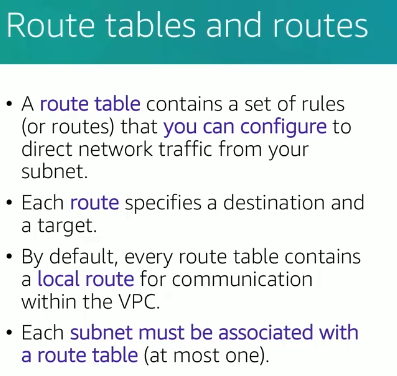 Route tables and routes
• A route table contains a set of rules
(or routes) that you can configure to
direct network traffic from your
subnet.
• Each route specifies a destination and
a target.
• By default, every route table contains
a local route for communication
within the VPC.
• Each subnet must be associated with
a route table (at most one).